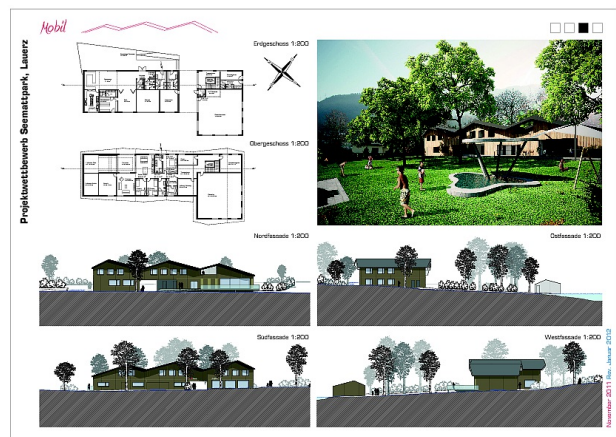 Mobil
Projektwettbewerb Seemattpark, Lauerz
Erdgeschoss 1:200
Obergeschoss 1:200
Nordfassade 1:200
Ostfassade 1:200
Südfassade 1:200
Westfassade 1:200
November 2011 Rev. Januar 2012